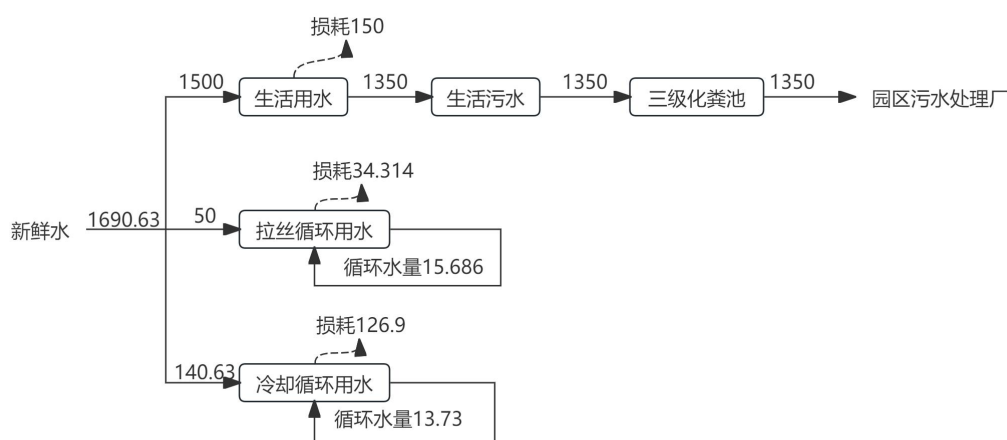 损耗150
1500
生活用水
1350
生活污水
1350
三级化粪池
1350
园区污水处理厂
损耗34.314
新鲜水
1690.63
50
拉丝循环用水
循环水量15.686
损耗126.9
140.63
冷却循环用水
循环水量13.73